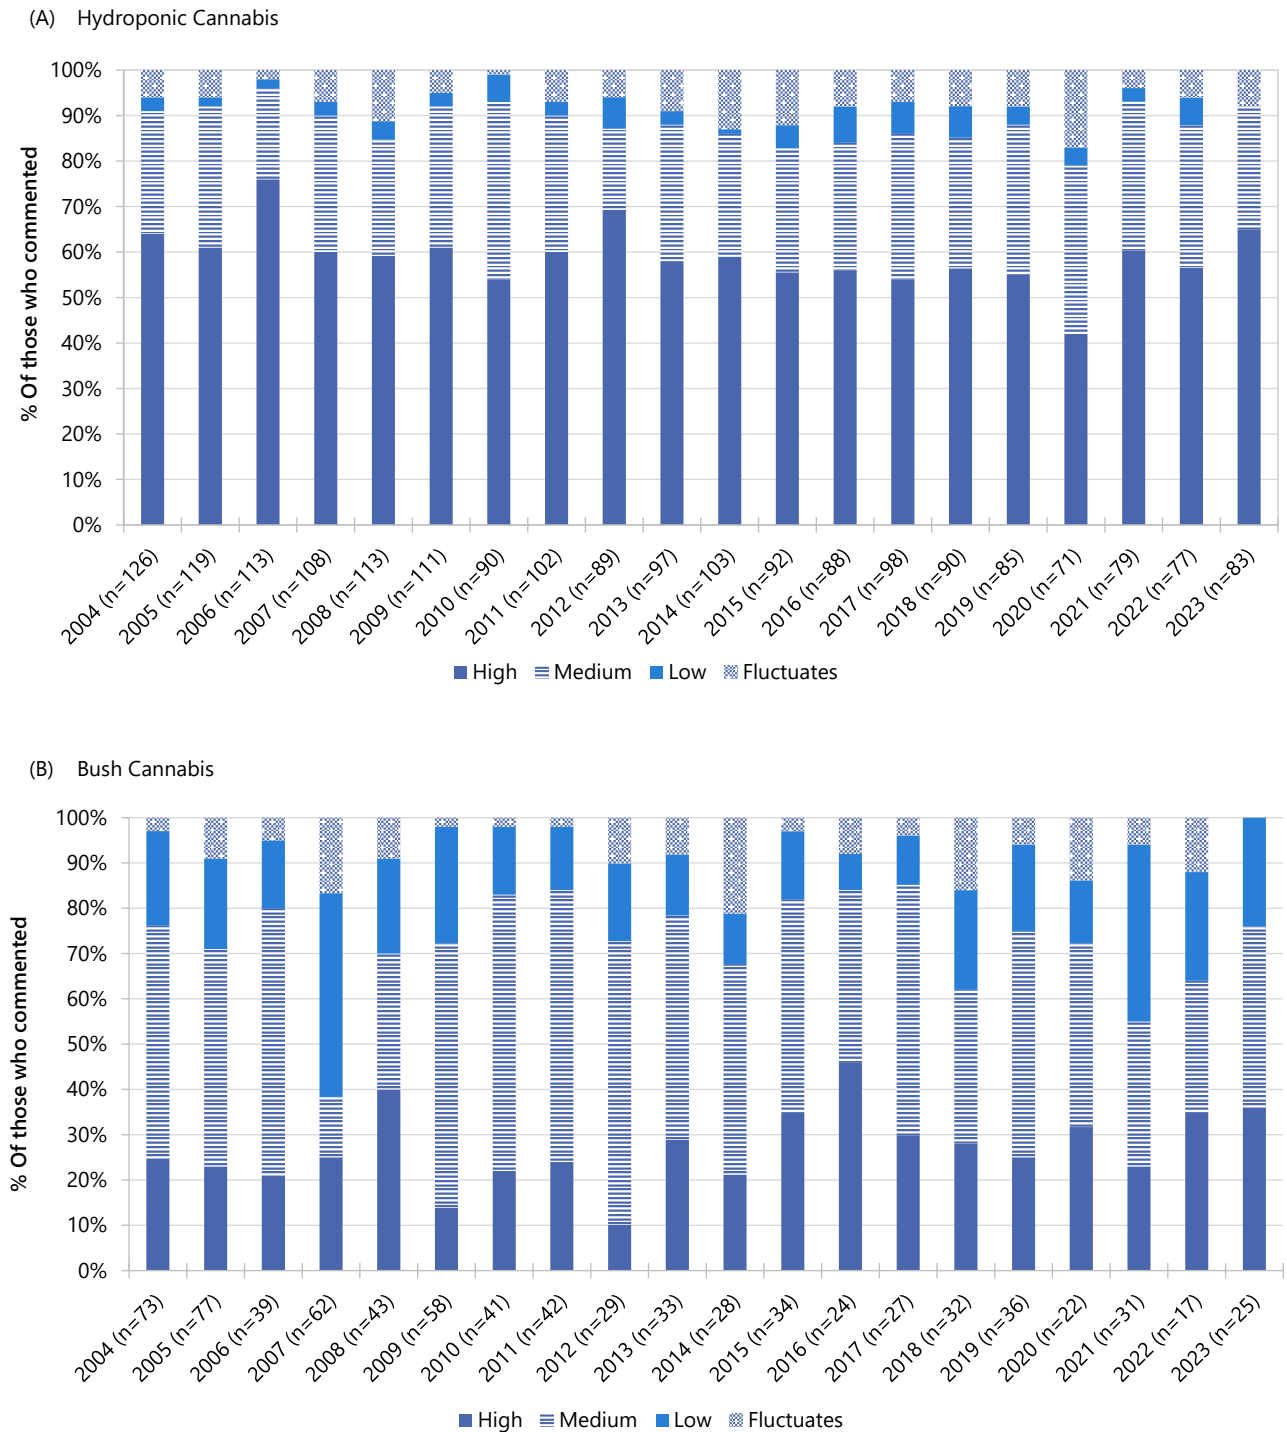 (A) Hydroponic Cannabis
100%
90%
80%
70%
60%
50%
40%
30%
20%
10%
0%
% Of those who commented
2004 (n=126)
2005 (n=119)
2006 (n=113)
2007 (n=108)
2008 (n=113)
2009 (n=111)
2010 (n=90)
2011 (n=102)
2012 (n=89)
2013 (n=97)
2014 (n=103)
2015 (n=92)
2016 (n=88)
2017 (n=98)
2018 (n=90)
2019 (n=85)
2020 (n=71)
2021 (n=79)
2022 (n=77)
2023 (n=83)
High Medium Low Fluctuates
(B) Bush Cannabis
100%
90%
80%
70%
60%
50%
40%
30%
20%
10%
0%
% Of those who commented
2004 (n=73)
2005 (n=77)
2006 (n=39)
2007 (n=62)
2008 (n=43)
2009 (n=58)
2010 (n=41)
2011 (n=42)
2012 (n=29)
2013 (n=33)
2014 (n=28)
2015 (n=34)
2016 (n=24)
2017 (n=27)
2018 (n=32)
2019 (n=36)
2020 (n=22)
2021 (n=31)
2022 (n=17)
2023 (n=25)
High Medium Low Fluctuates